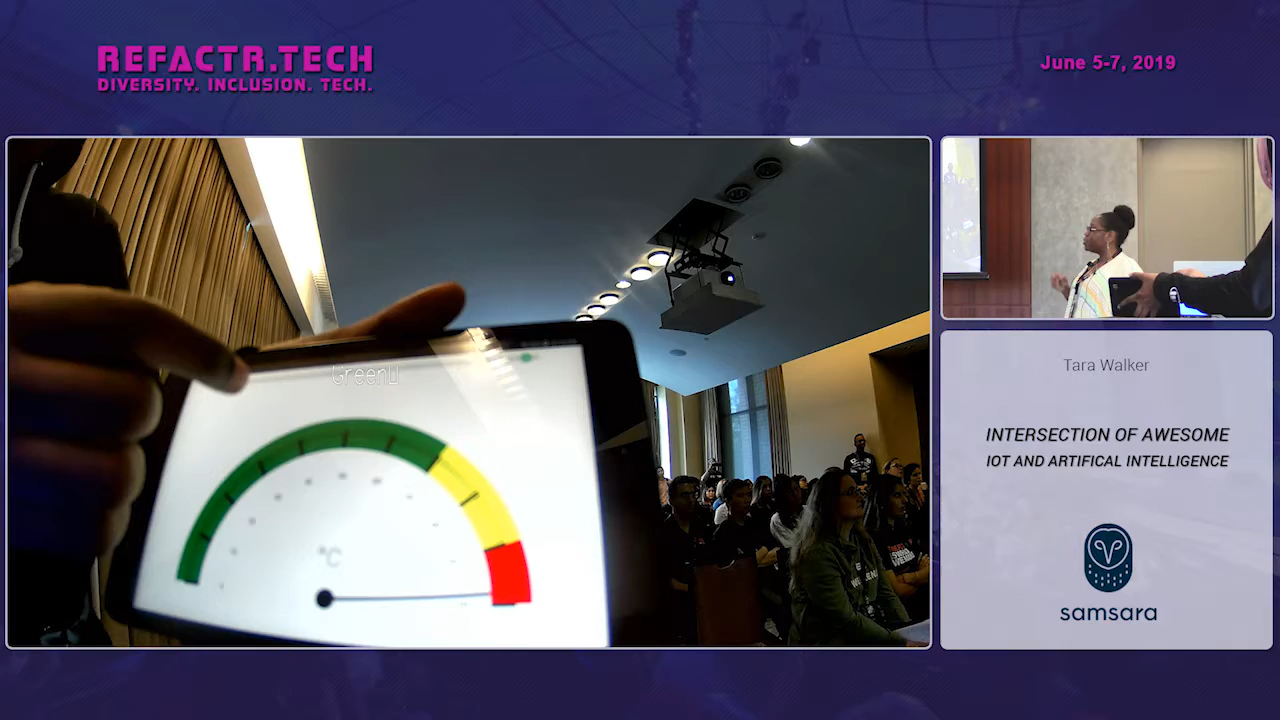 REFACTR.TECH
DIVERSITY. INCLUSION. TECH.
June 5-7, 2019
°C
Tara Walker
INTERSECTION OF AWESOME
IOT AND ARTIFICAL INTELLIGENCE
samsara